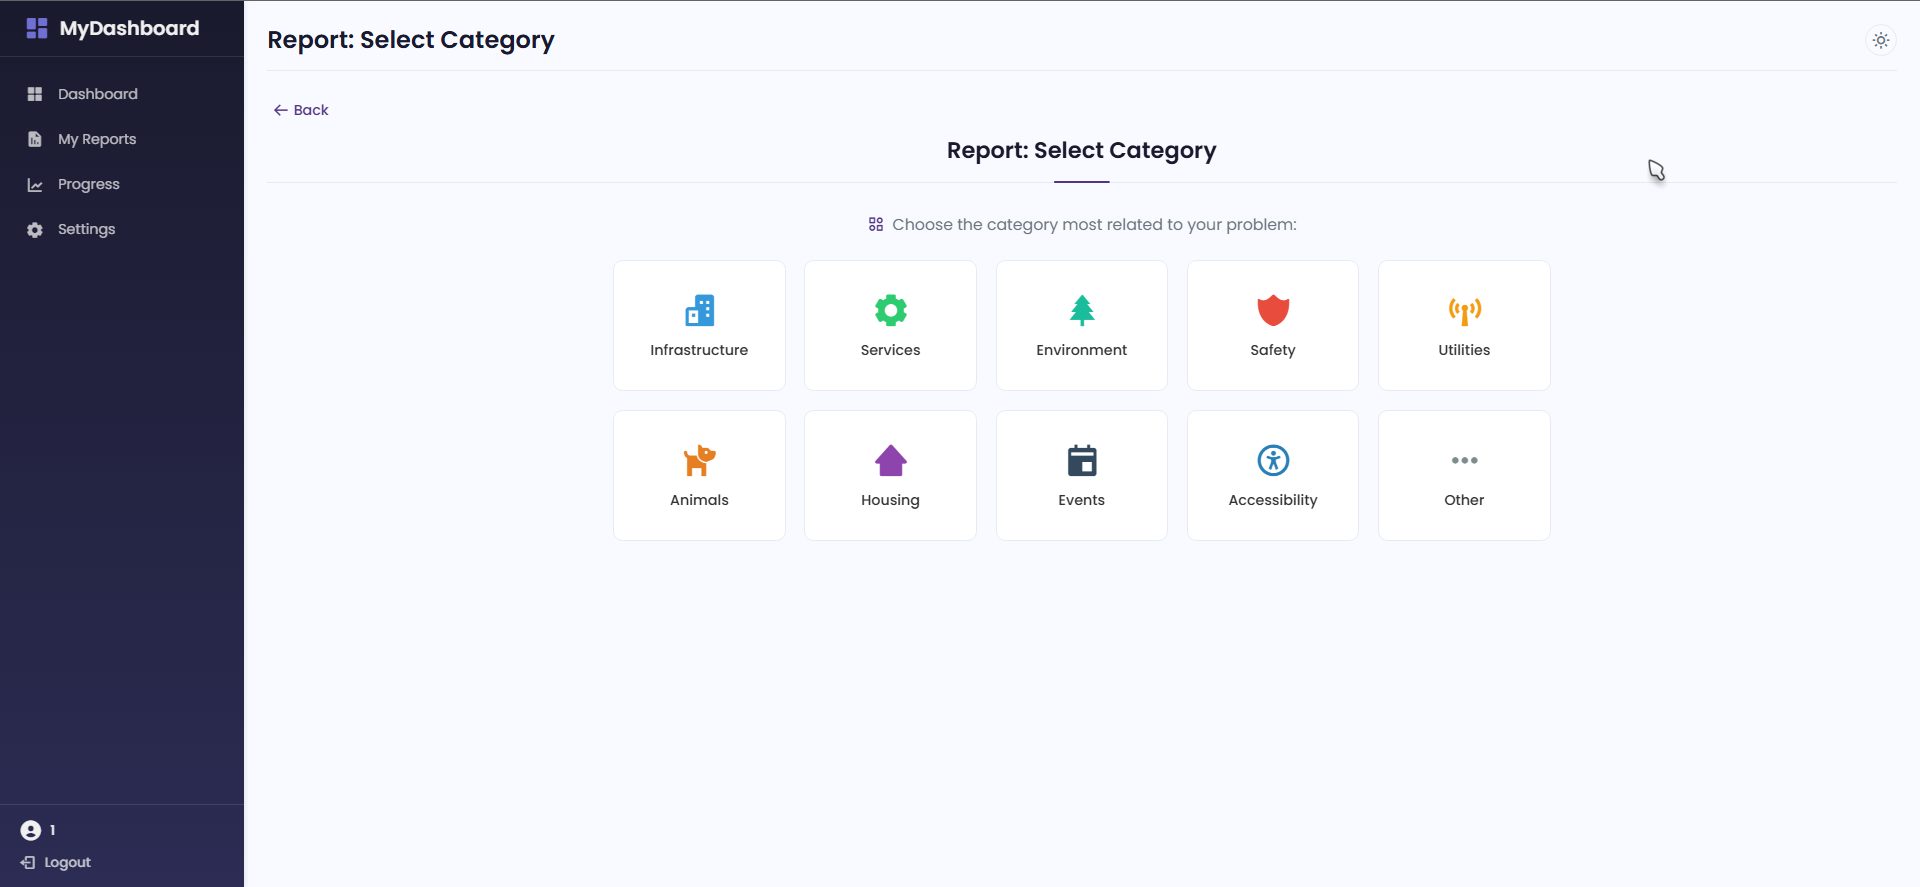 MyDashboard
Dashboard
My Reports
Progress
Settings
1
Logout
Report: Select Category
Back
Report: Select Category
Choose the category most related to your problem:
Infrastructure
Services
Environment
Safety
Utilities
Animals
Housing
Events
Accessibility
Other